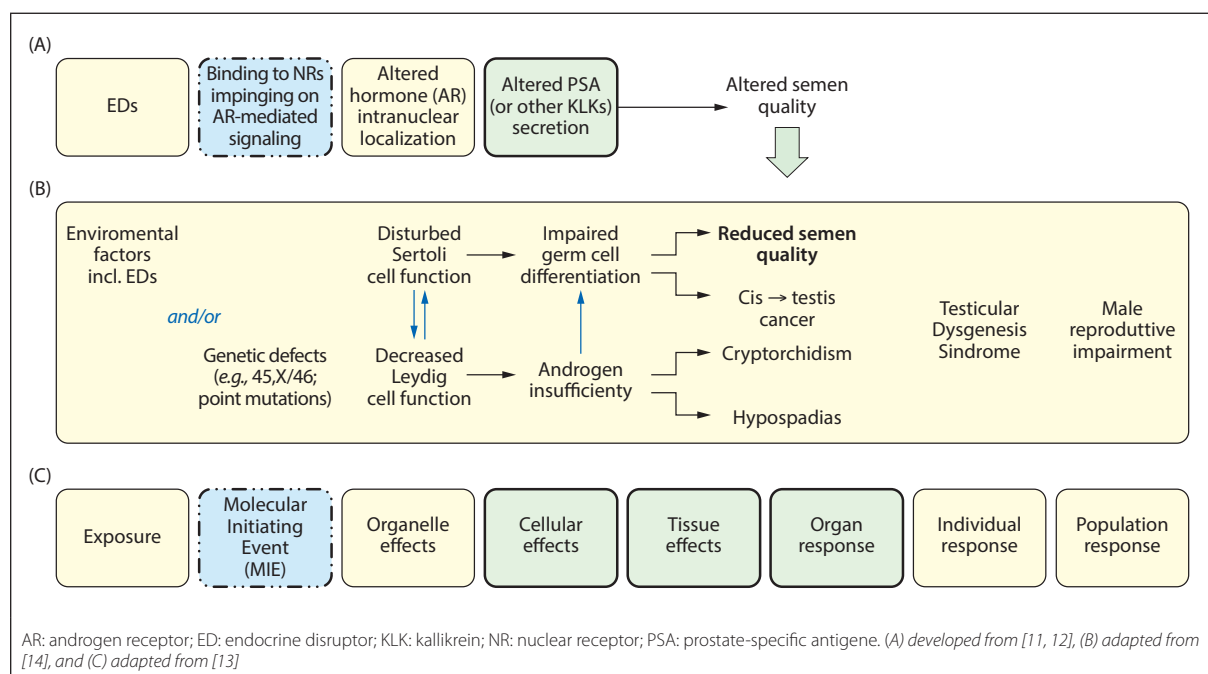 (A)
EDs
Binding to NRs
impinging on
AR-mediated
signaling
Altered
hormone (AR)
intranuclear
localization
Altered PSA
(or other KLKs)
secretion
Altered semen
quality
(B)
Enviromental
factors
incl. EDs
and/or
Genetic defects
(e.g., 45,X/46;
point mutations)
Disturbed
Sertoli
cell function
Decreased
Leydig
cell function
Impaired
germ cell
differentiation
Androgen
insufficienty
Reduced semen
quality
Cis → testis
cancer
Cryptorchidism
Hypospadias
Testicular
Dysgenesis
Sindrome
Male
reproduttive
impairment
(C)
Exposure
Molecular
Initiating
Event
(MIE)
Organelle
effects
Cellular
effects
Tissue
effects
Organ
response
Individual
response
Population
response
AR: androgen receptor; ED: endocrine disruptor; KLK: kallikrein; NR: nuclear receptor; PSA: prostate-specific antigene. (A) developed from [11, 12], (B) adapted from
[14], and (C) adapted from [13]